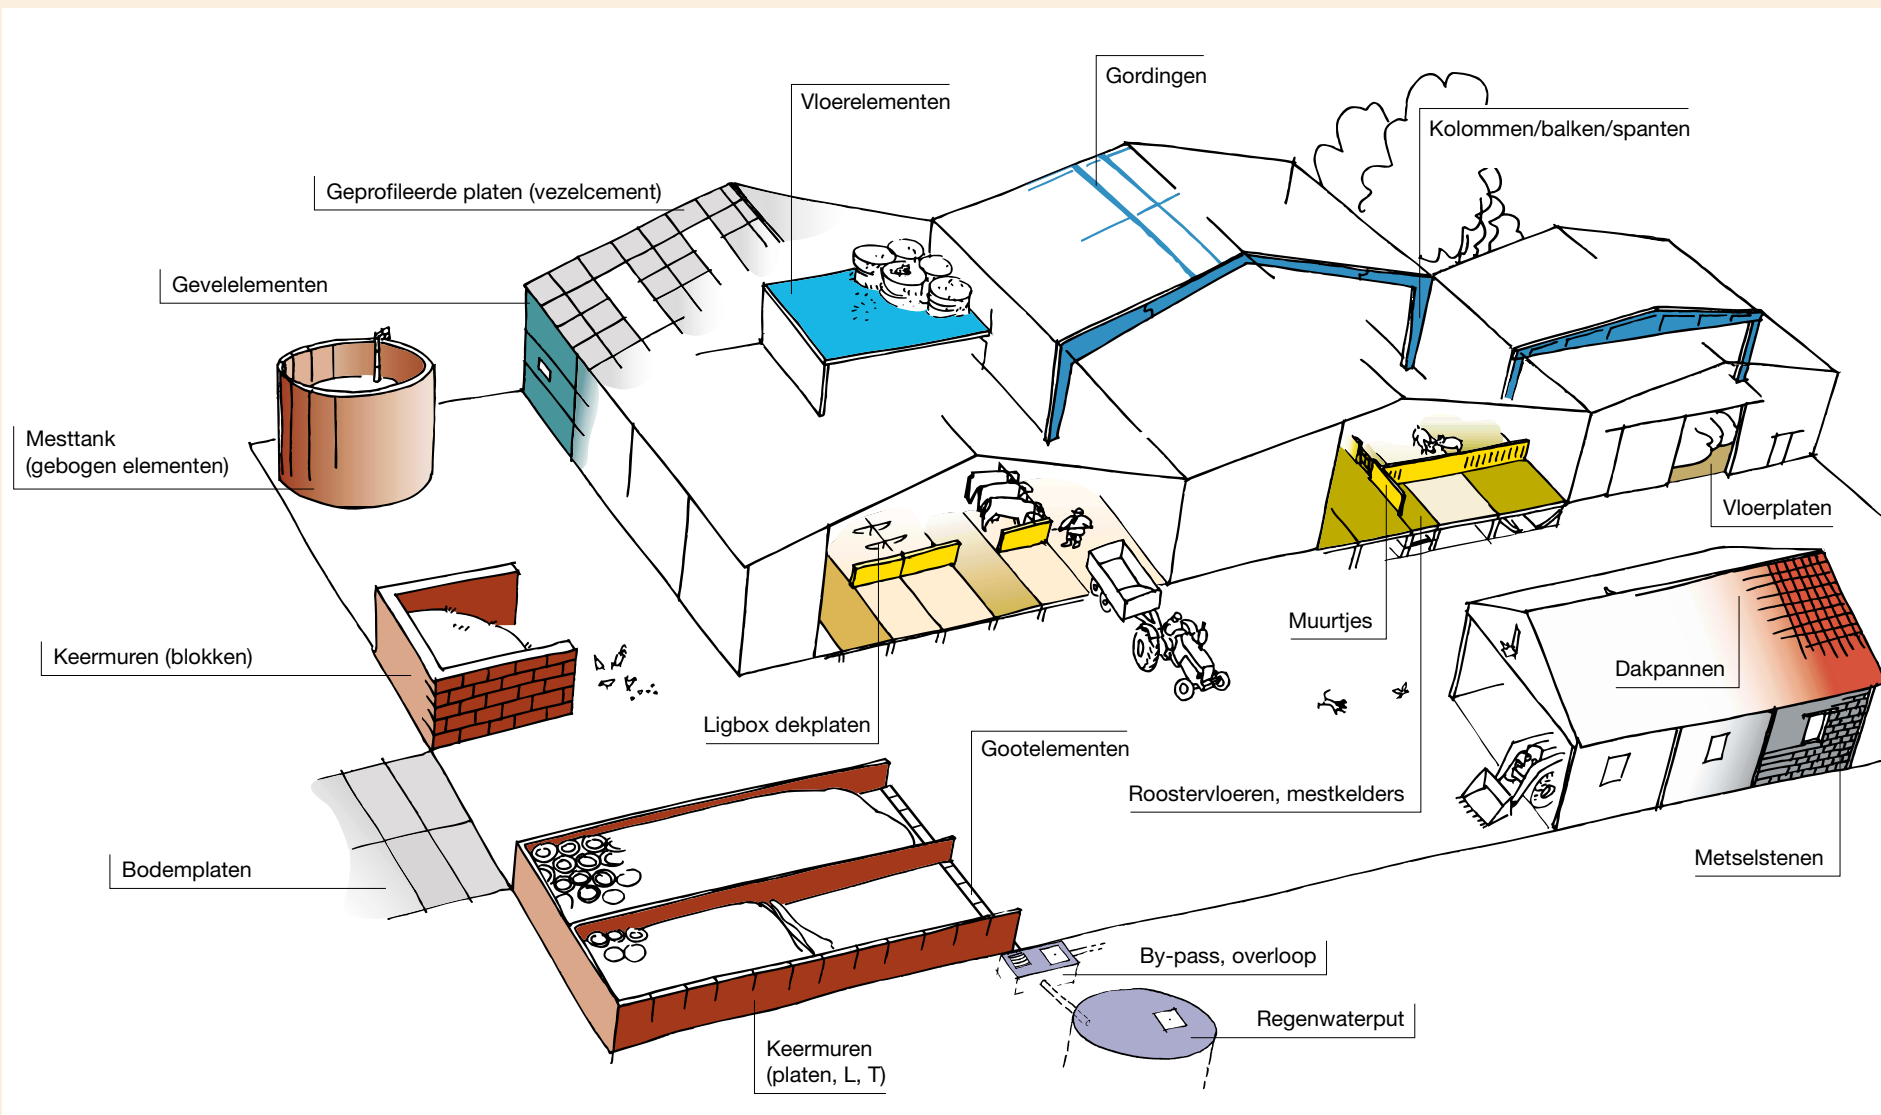 Gordingen
Vloerelementen
Kolommen/balken/spanten
Geprofileerde platen (vezelcement)
Gevelelementen
Mesttank
(gebogen elementen)
Vloerplaten
Muurtjes
Keermuren (blokken)
Dakpannen
Ligbox dekplaten
Gootelementen
Roostervloeren, mestkelders
Metselstenen
Bodemplaten
By-pass, overloop
Regenwaterput
Keermuren
(platen, L, T)